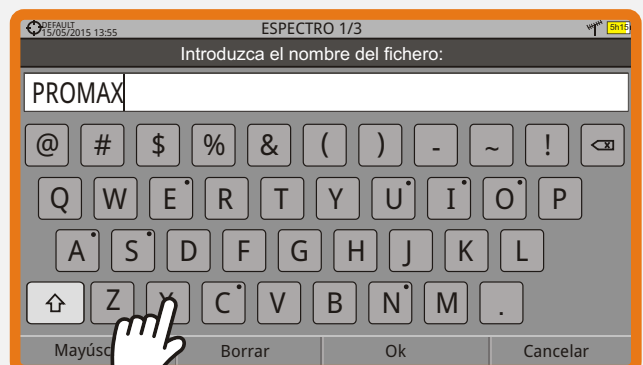 DEFAULT
15/05/2015 13:55 ESPECTRO 1/3 5h15
Introduzca el nombre del fichero:
PROMAX
@ # $ % & ( ) - ~ !
Q W E R T Y U I O P
A S D F G H J K L
Z X C V B N M .
Borrar Ok Cancelar